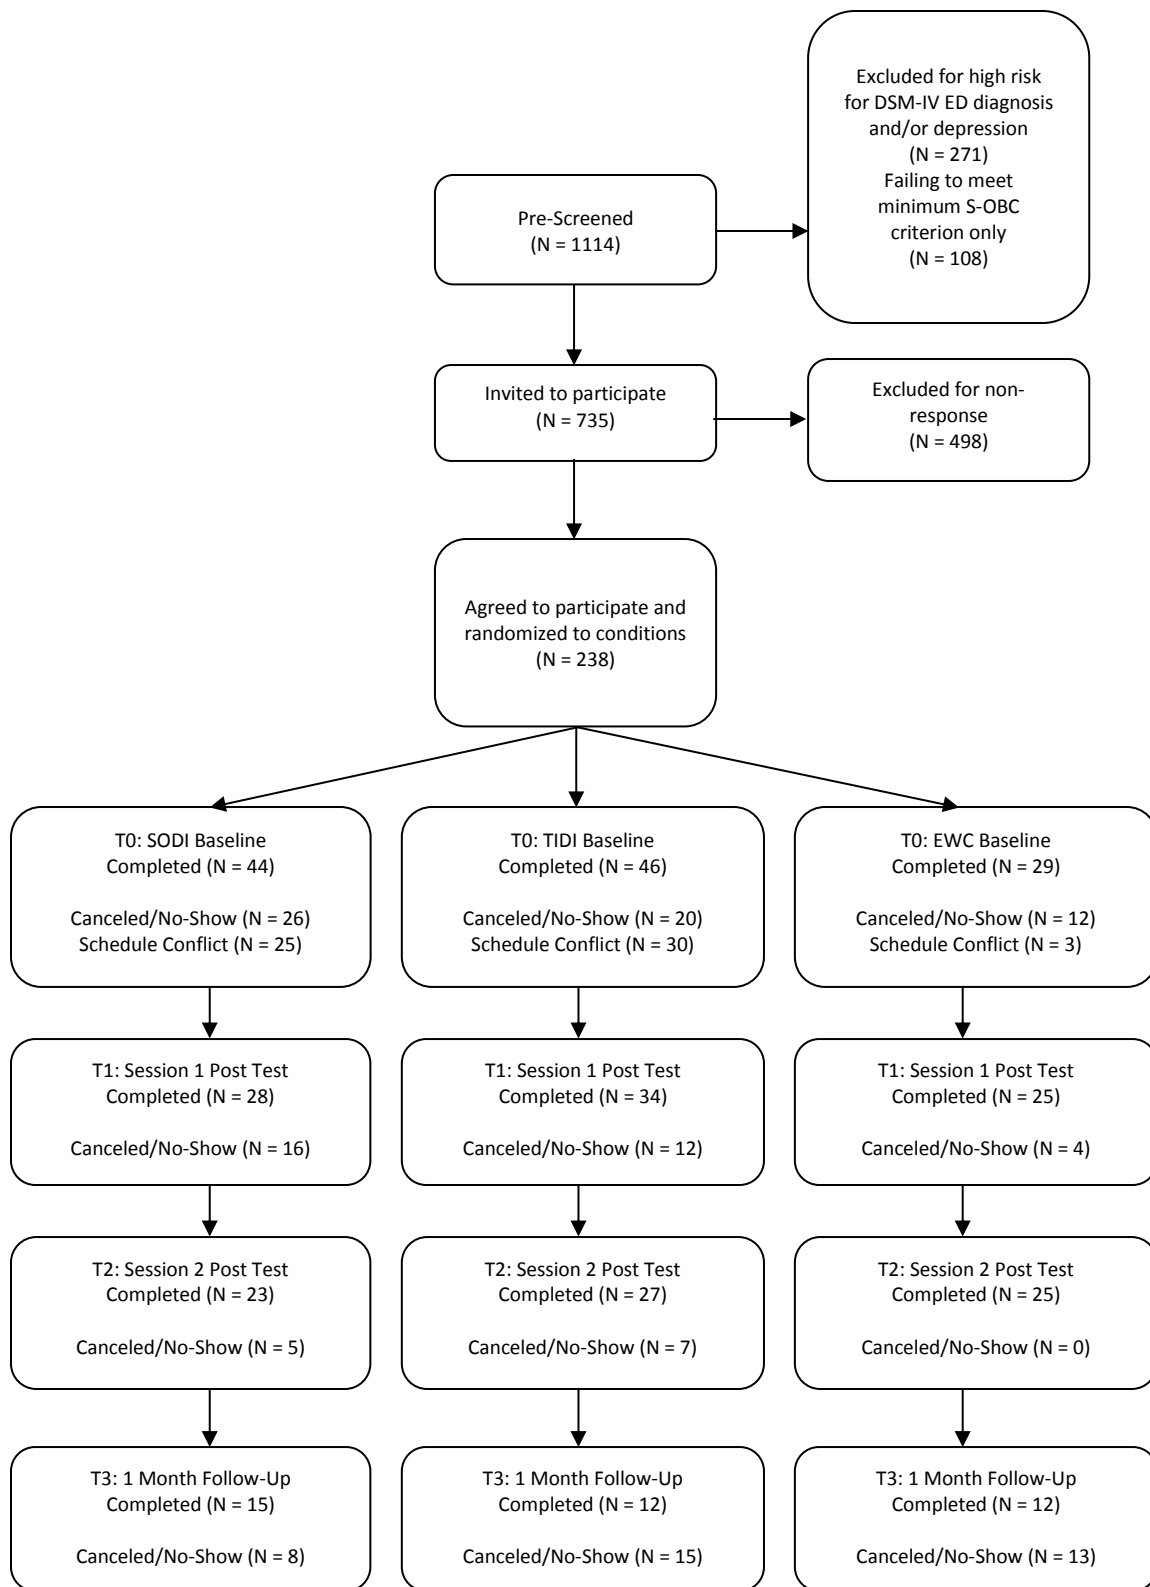 Excluded for high risk
for DSM-IV ED diagnosis
and/or depression
(N = 271)
Failing to meet
minimum S-OBC
criterion only
(N = 108)
Pre-Screened
(N = 1114)
Invited to participate
(N = 735)
Excluded for non-
response
(N = 498)
Agreed to participate and
randomized to conditions
(N = 238)
T0: SODI Baseline
Completed (N = 44)
Canceled/No-Show (N = 26)
Schedule Conflict (N = 25)
T0: TIDI Baseline
Completed (N = 46)
Canceled/No-Show (N = 20)
Schedule Conflict (N = 30)
T0: EWC Baseline
Completed (N = 29)
Canceled/No-Show (N = 12)
Schedule Conflict (N = 3)
T1: Session 1 Post Test
Completed (N = 28)
Canceled/No-Show (N = 16)
T1: Session 1 Post Test
Completed (N = 34)
Canceled/No-Show (N = 12)
T1: Session 1 Post Test
Completed (N = 25)
Canceled/No-Show (N = 4)
T2: Session 2 Post Test
Completed (N = 23)
Canceled/No-Show (N = 5)
T2: Session 2 Post Test
Completed (N = 27)
Canceled/No-Show (N = 7)
T2: Session 2 Post Test
Completed (N = 25)
Canceled/No-Show (N = 0)
T3: 1 Month Follow-Up
Completed (N = 15)
Canceled/No-Show (N = 8)
T3: 1 Month Follow-Up
Completed (N = 12)
Canceled/No-Show (N = 15)
T3: 1 Month Follow-Up
Completed (N = 12)
Canceled/No-Show (N = 13)